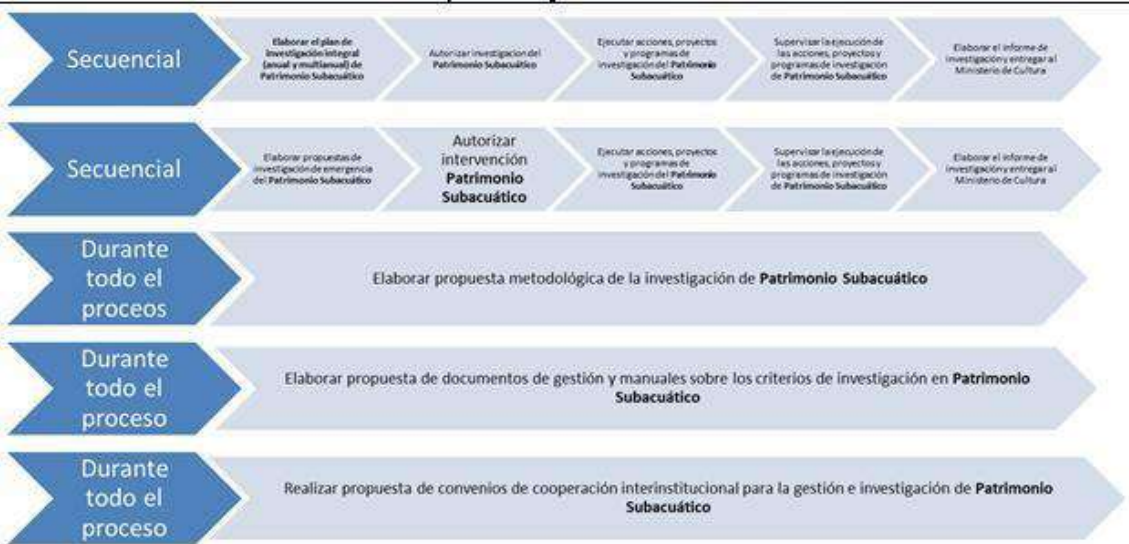 Secuencial
Elaborar el plan de
investigación integral
(anual y multianual) de
Patrimonio Subacuático
Autorizar investigacion del
Patrimonio Subacuático
Ejecutar acciones, proyectos
y programas de
investigación del Patrimonio
Subacuático
Supervisar la ejecución de
las acciones, proyectos y
programas de investigación
de Patrimonio Subacuático
Elaborar el informe de
investigación y entregar al
Ministerio de Cultura
Secuencial
Elaborar propuestas de
investigación de emergencia
del Patrimonio Subacuático
Autorizar
intervención
Patrimonio
Subacuático
Ejecutar acciones, proyectos
y programas de
investigación del Patrimonio
Subacuático
Supervisar la ejecución de
las acciones, proyectos y
programas de investigación
de Patrimonio Subacuático
Elaborar el informe de
investigación y entregar al
Ministerio de Cultura
Durante
todo el
proceos
Elaborar propuesta metodológica de la investigación de Patrimonio Subacuático
Durante
todo el
proceso
Elaborar propuesta de documentos de gestión y manuales sobre los criterios de investigación en Patrimonio
Subacuático
Durante
todo el
proceso
Realizar propuesta de convenios de cooperación interinstitucional para la gestión e investigación de Patrimonio
Subacuático